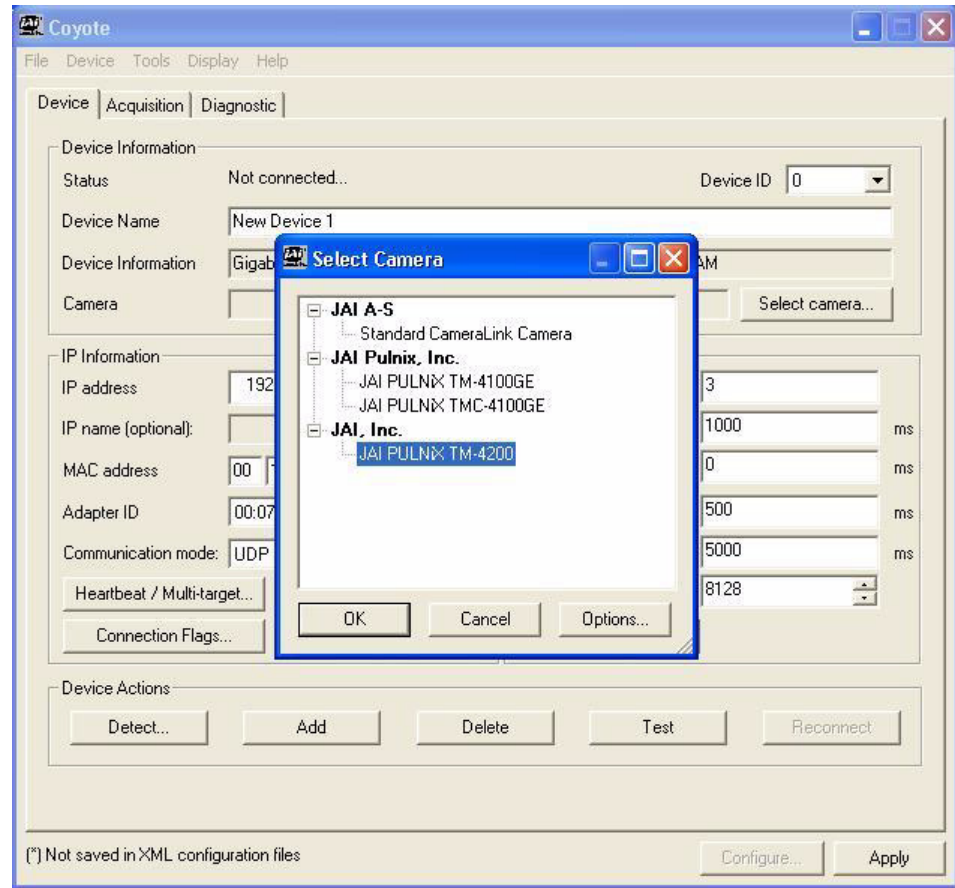 Coyote
File Device Tools Display Help
Device Acquisition Diagnostic
Device Information
Status Not connected... Device ID 0
Device Name New Device 1
Device Information Gigab AM
Camera Select camera...
Select Camera
JAI A-S
Standard CameraLink Camera
JAI Pulnix, Inc.
JAI PULNiX TM-4100GE
JAI PULNiX TMC-4100GE
JAI, Inc.
JAI PULNiX TM-4200
OK Cancel Options...
IP Information
IP address 192 3
IP name (optional): 1000 ms
MAC address 00 0 ms
Adapter ID 00:07 500 ms
Communication mode: UDP 5000 ms
Heartbeat / Multi-target... 8128
Connection Flags...
Device Actions
Detect... Add Delete Test Reconnect
(*) Not saved in XML configuration files Configure... Apply